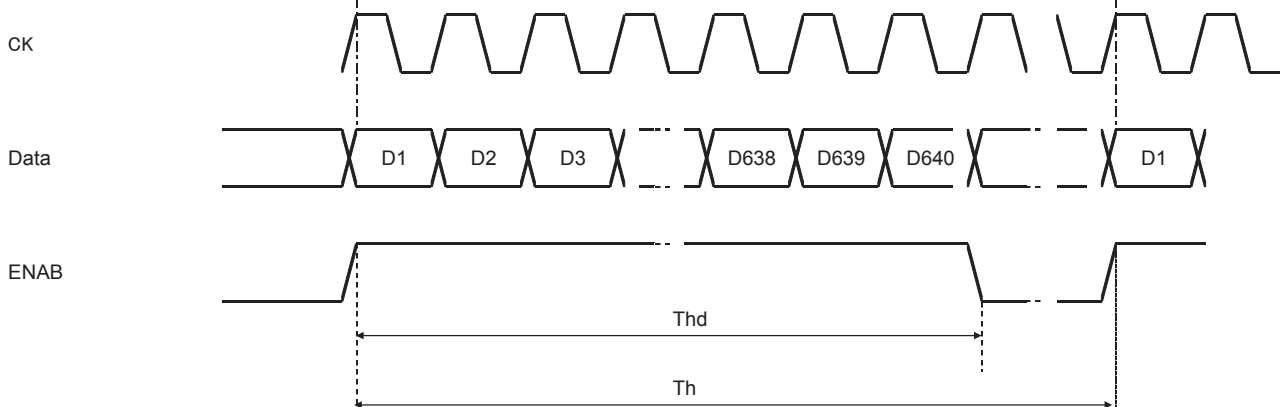 CK
Data D1 D2 D3 D638 D639 D640 D1
ENAB
Thd
Th